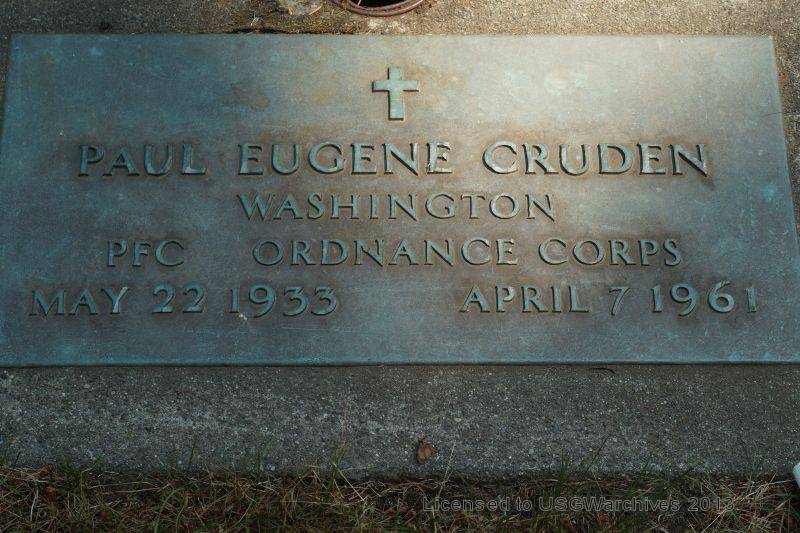 PAUL EUGENE CRUDEN
WASHINGTON
PFC ORDNANCE CORPS
MAY 22 1933 APRIL 7 1961
Licensed to USGWarchives 2013